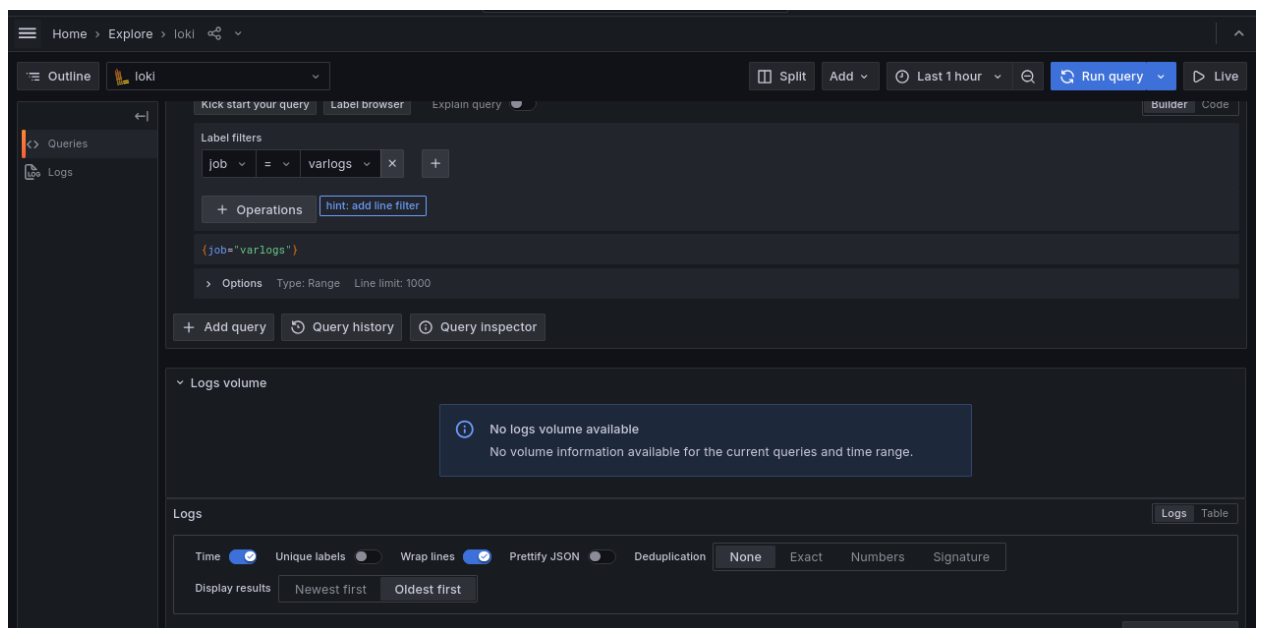 Home › Explore › loki
Outline loki Split Add Last 1 hour Run query Live
Kick start your query Label browser Explain query Builder Code
Queries
Logs
Label filters
job = varlogs × +
+ Operations hint: add line filter
{job="varlogs"}
› Options Type: Range Line limit: 1000
+ Add query Query history Query inspector
Logs volume
No logs volume available
No volume information available for the current queries and time range.
Logs Logs Table
Time Unique labels Wrap lines Prettify JSON Deduplication None Exact Numbers Signature
Display results Newest first Oldest first